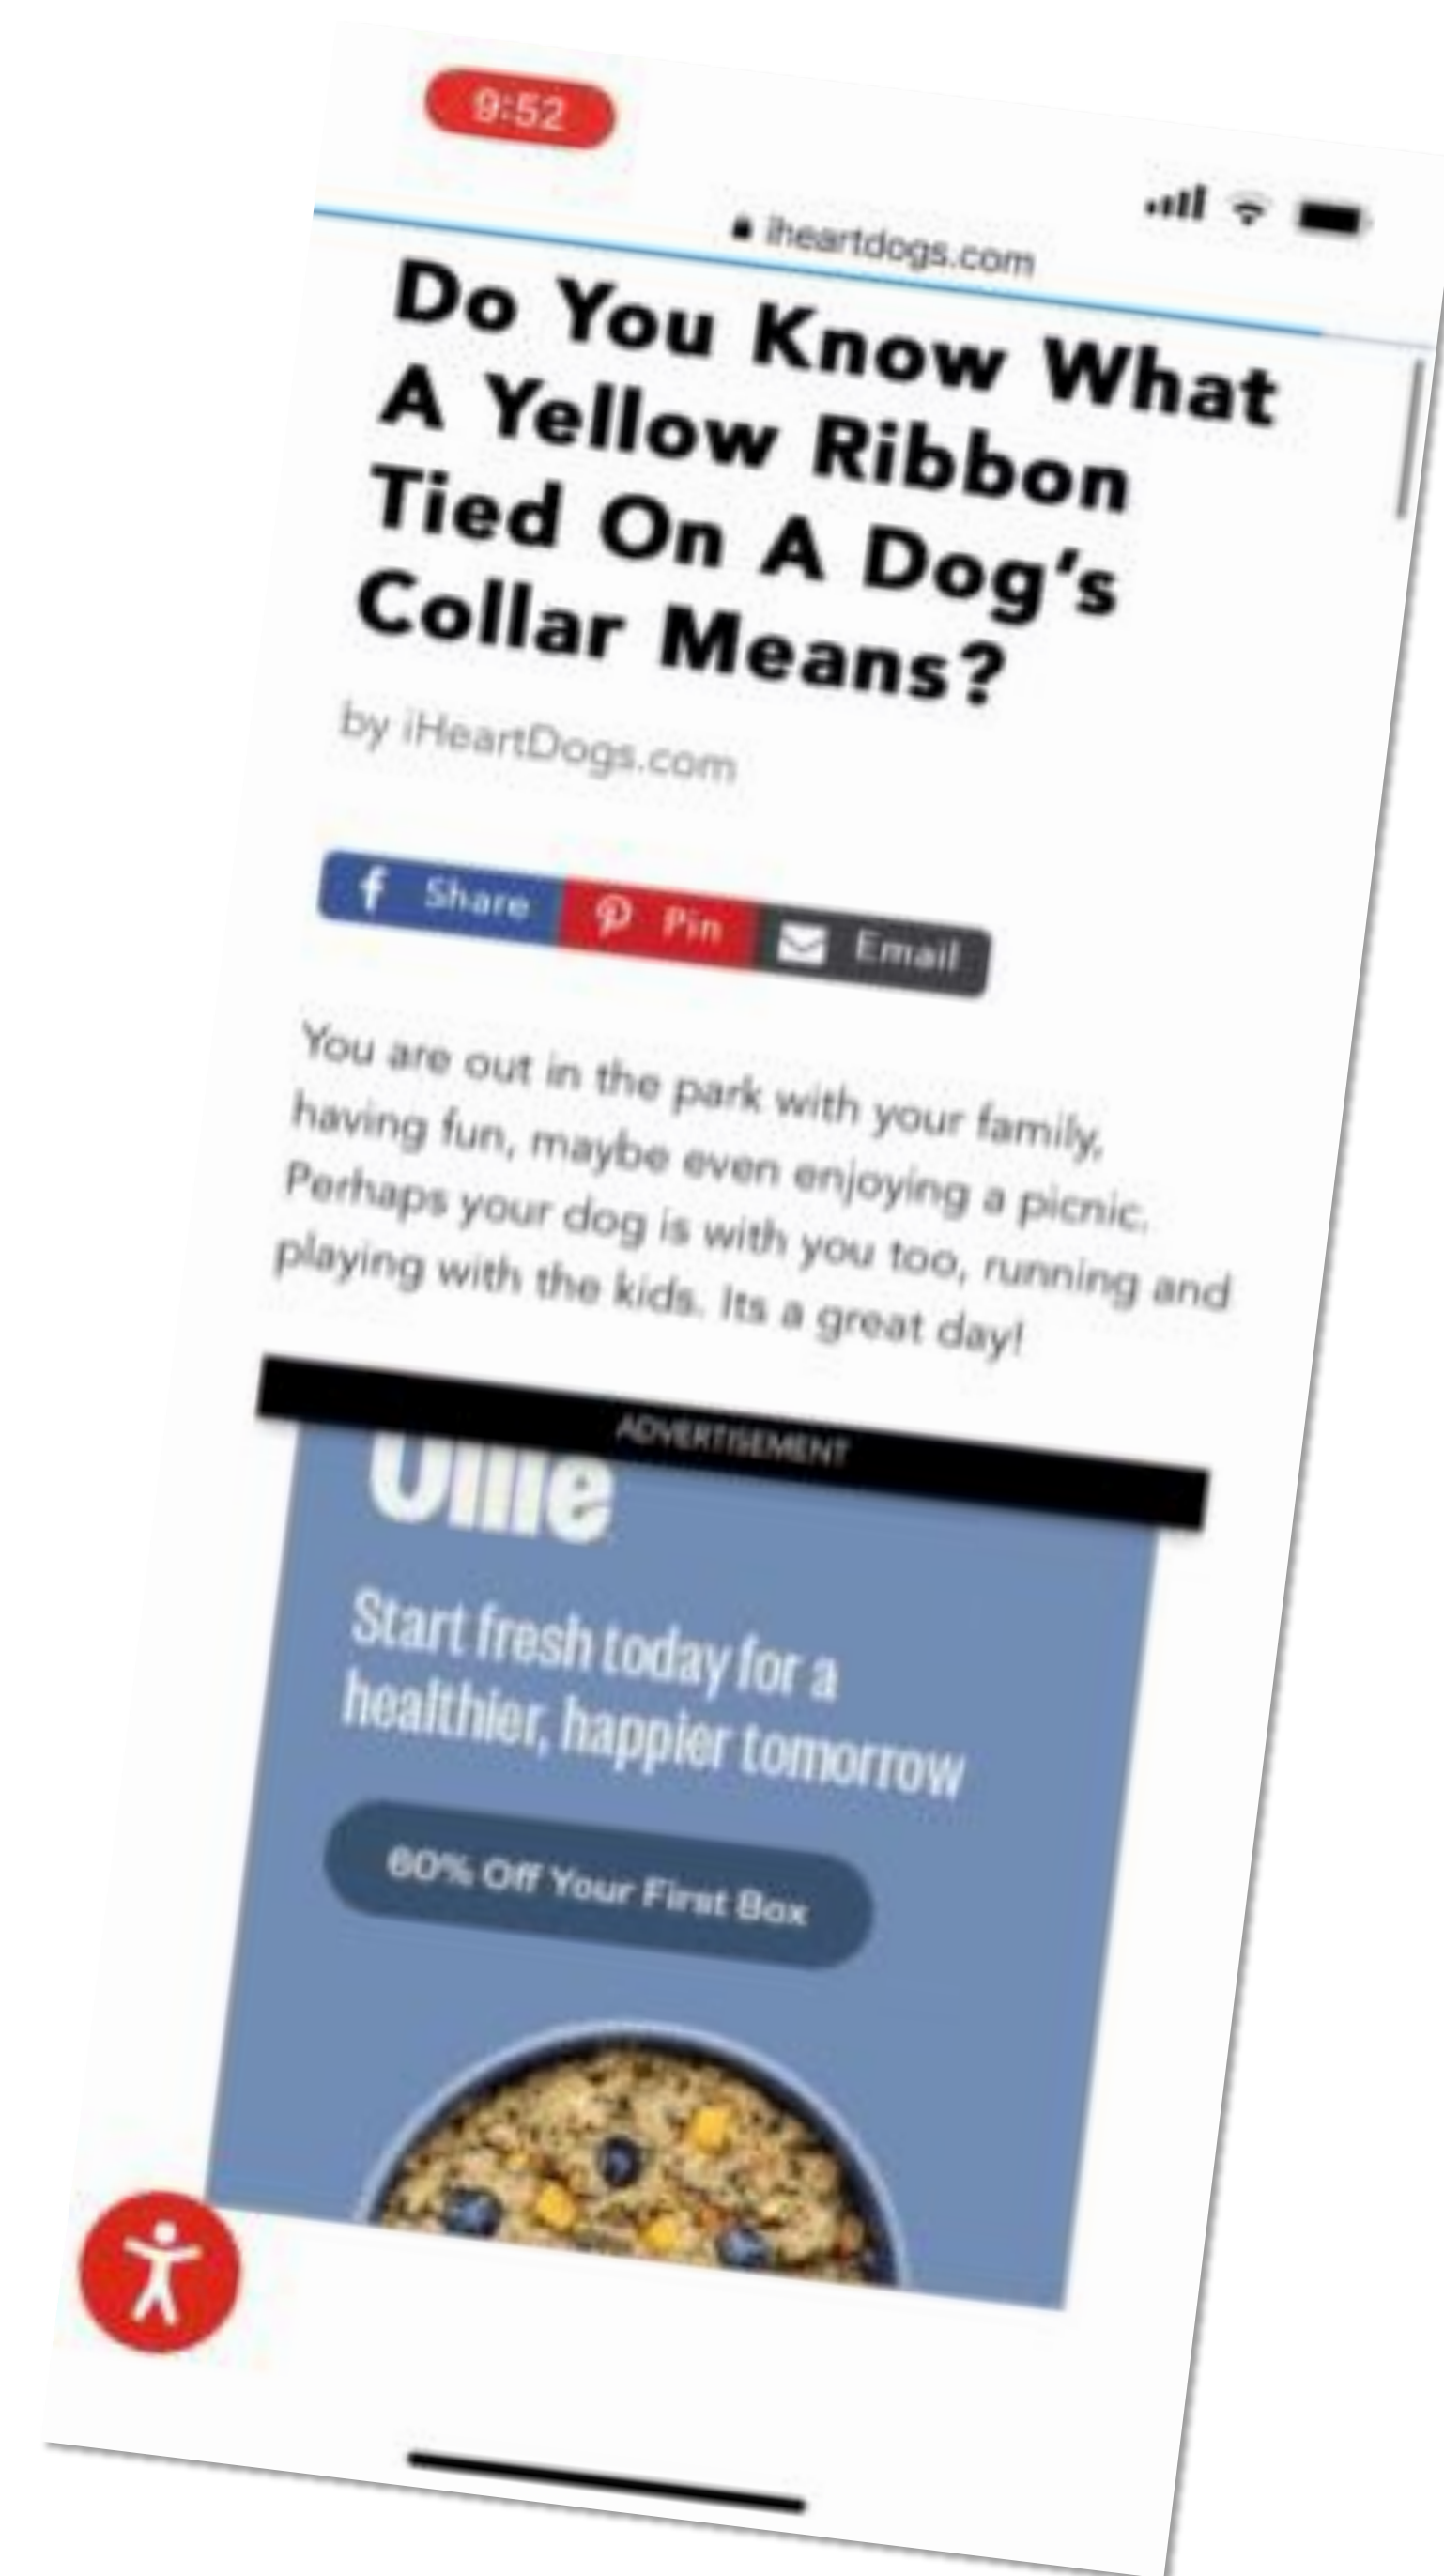 9:52
iheartdogs.com
Do You Know What
A Yellow Ribbon
Tied On A Dog's
Collar Means?
by iHeartDogs.com
Share Pin Email
You are out in the park with your family,
having fun, maybe even enjoying a picnic.
Perhaps your dog is with you too, running and
playing with the kids. Its a great day!
ADVERTISEMENT
Ollie
Start fresh today for a
healthier, happier tomorrow
60% Off Your First Box